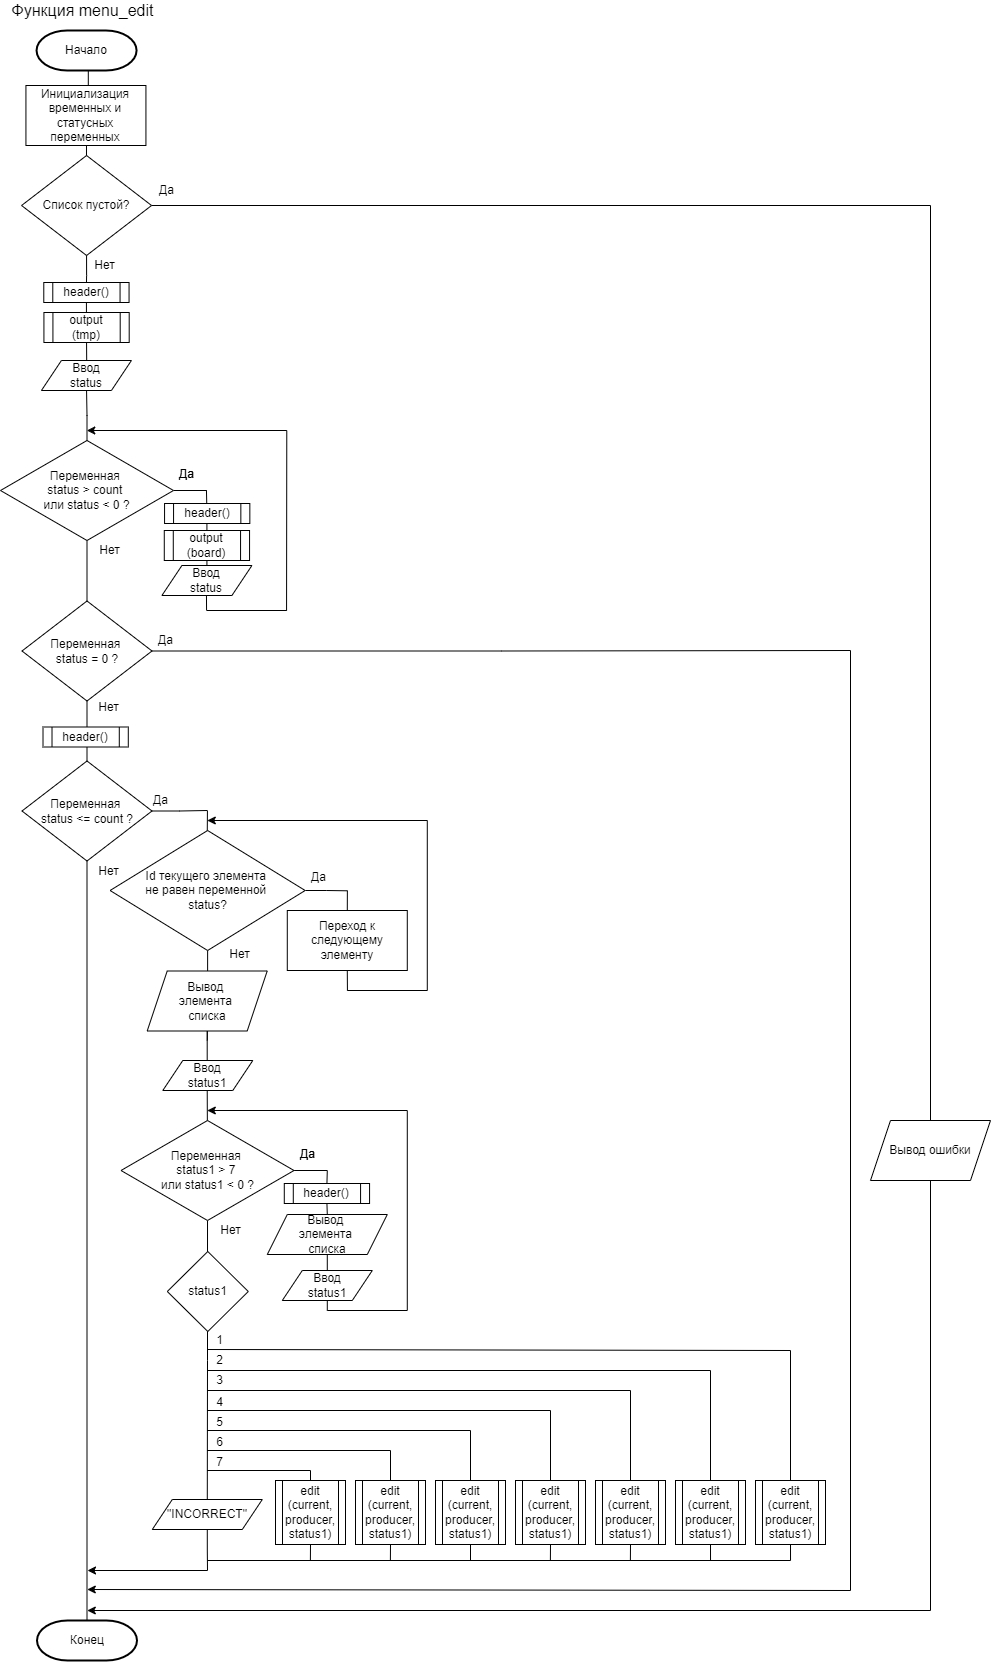 Функция menu_edit
Начало
Инициализация
временных и
статусных
переменных
Да
Список пустой?
Нет
header()
output
(tmp)
Ввод
status
Переменная
status > count
или status < 0 ?
Да
header()
output
(board)
Ввод
status
Нет
Да
Переменная
status = 0 ?
Нет
header()
Переменная
status <= count ?
Да
Нет
Id текущего элемента
не равен переменной
status?
Да
Переход к
следующему
элементу
Нет
Вывод
элемента
списка
Ввод
status1
Переменная
status1 > 7
или status1 < 0 ?
Да
header()
Вывод
элемента
списка
Ввод
status1
Вывод ошибки
Нет
status1
1
2
3
4
5
6
7
"INCORRECT"
edit
(current,
producer,
status1)
edit
(current,
producer,
status1)
edit
(current,
producer,
status1)
edit
(current,
producer,
status1)
edit
(current,
producer,
status1)
edit
(current,
producer,
status1)
edit
(current,
producer,
status1)
Конец